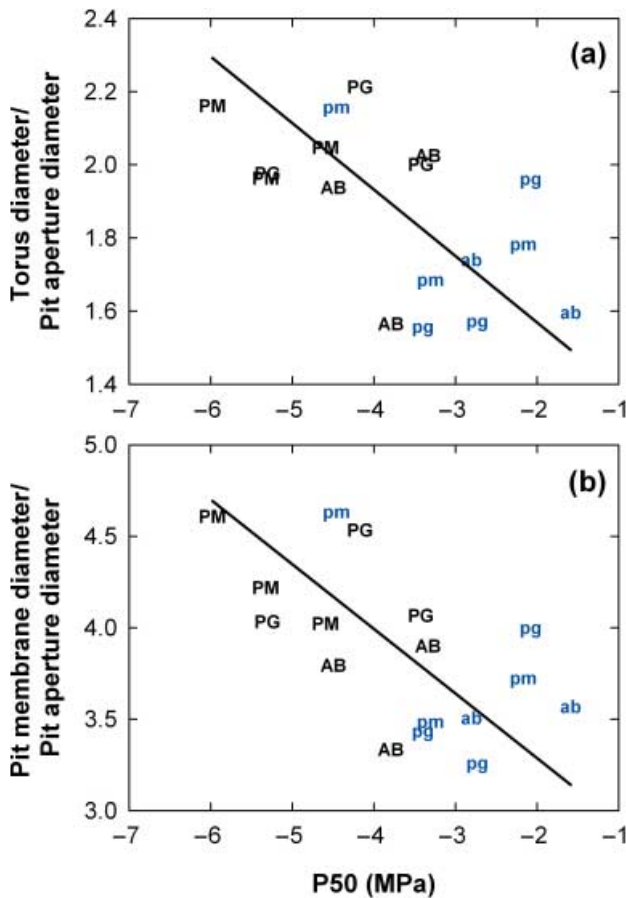 (a)
Torus diameter/
Pit aperture diameter
2.4
2.2
2.0
1.8
1.6
1.4
PM
pm
PG
PM
AB
PG
PG
PM
AB
pg
pm
ab
pm
ab
AB
pg
pg
–7 –6 –5 –4 –3 –2 –1
(b)
Pit membrane diameter/
Pit aperture diameter
5.0
4.5
4.0
3.5
3.0
PM
pm
PG
PM
PG
PM
PG
AB
AB
pg
pm
ab
pm
ab
pg
AB
pg
–7 –6 –5 –4 –3 –2 –1
P50 (MPa)